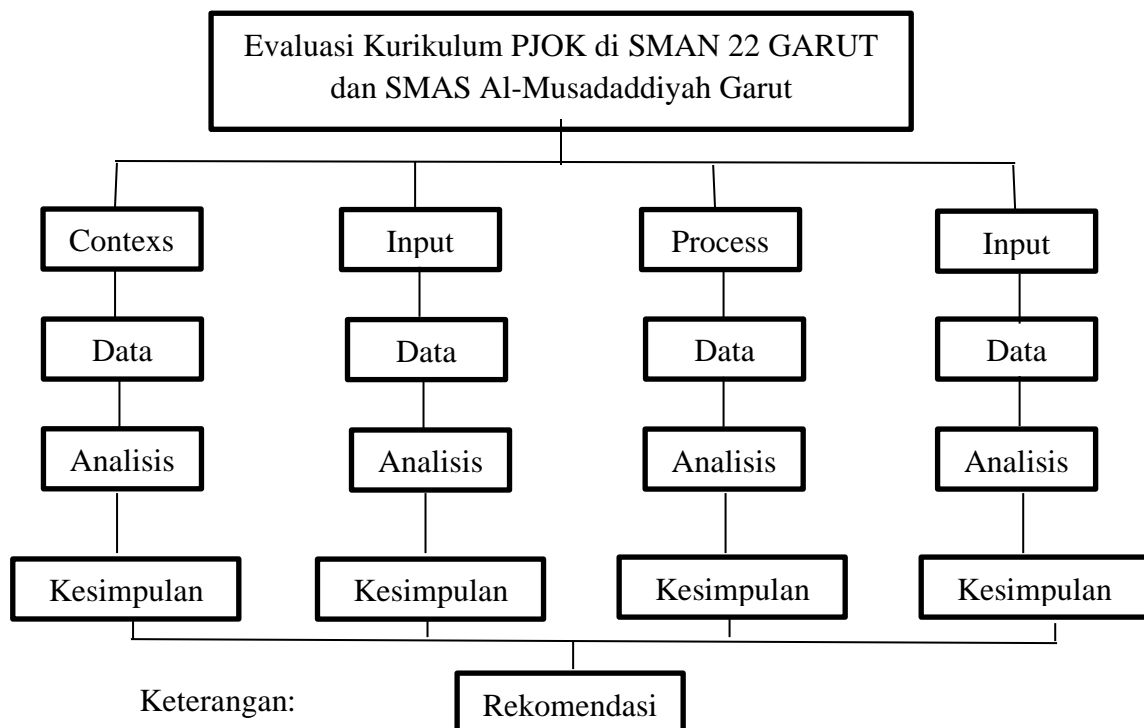 Evaluasi Kurikulum PJOK di SMAN 22 GARUT
dan SMAS Al-Musadaddiyah Garut
Contexs
Input
Process
Input
Data
Data
Data
Data
Analisis
Analisis
Analisis
Analisis
Kesimpulan
Kesimpulan
Kesimpulan
Kesimpulan
Keterangan:
Rekomendasi